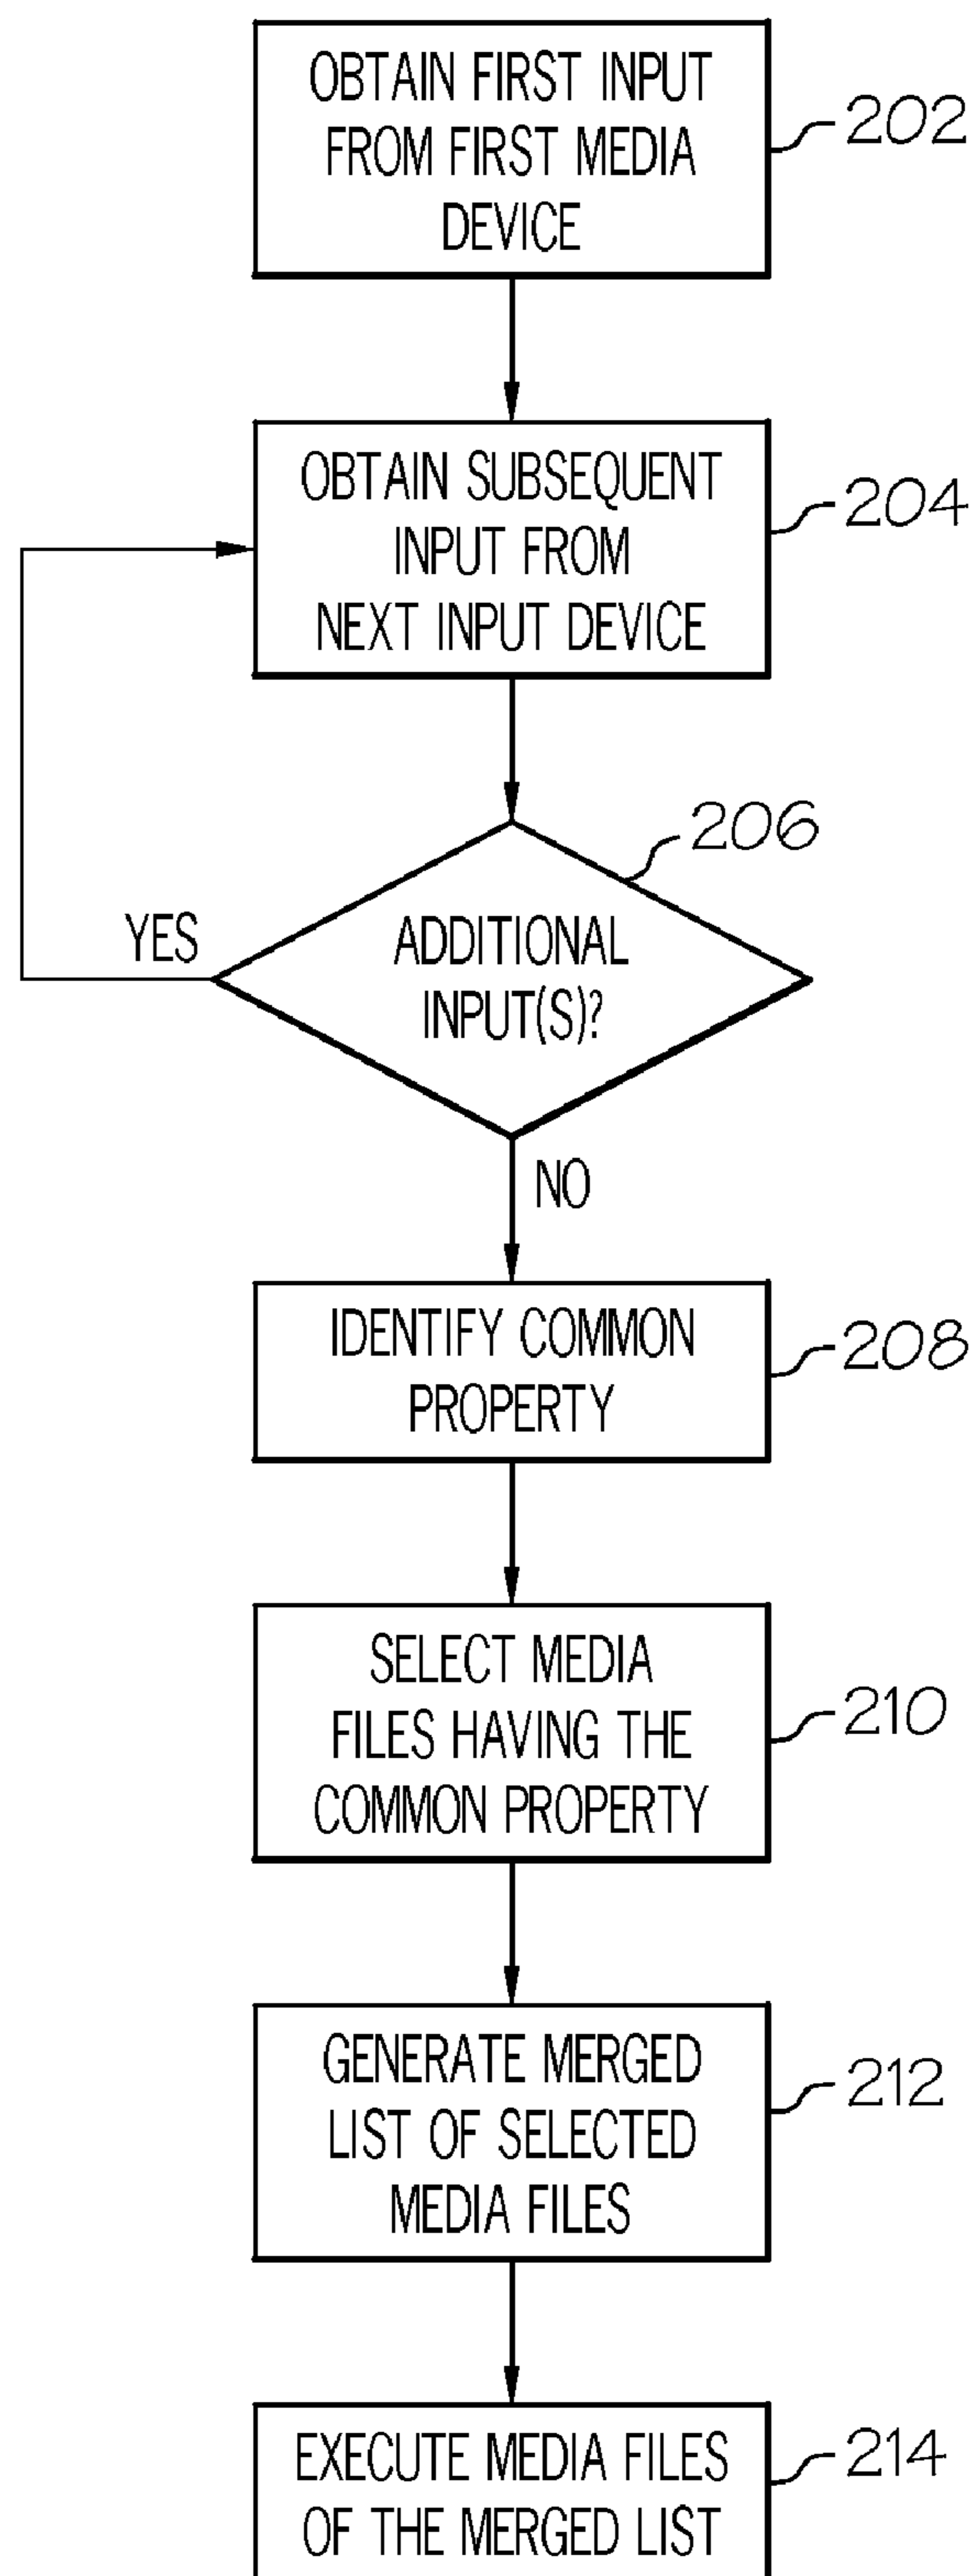 OBTAIN FIRST INPUT
FROM FIRST MEDIA
DEVICE
202
OBTAIN SUBSEQUENT
INPUT FROM
NEXT INPUT DEVICE
204
206
ADDITIONAL
INPUT(S)?
YES
NO
IDENTIFY COMMON
PROPERTY
208
SELECT MEDIA
FILES HAVING THE
COMMON PROPERTY
210
GENERATE MERGED
LIST OF SELECTED
MEDIA FILES
212
EXECUTE MEDIA FILES
OF THE MERGED LIST
214